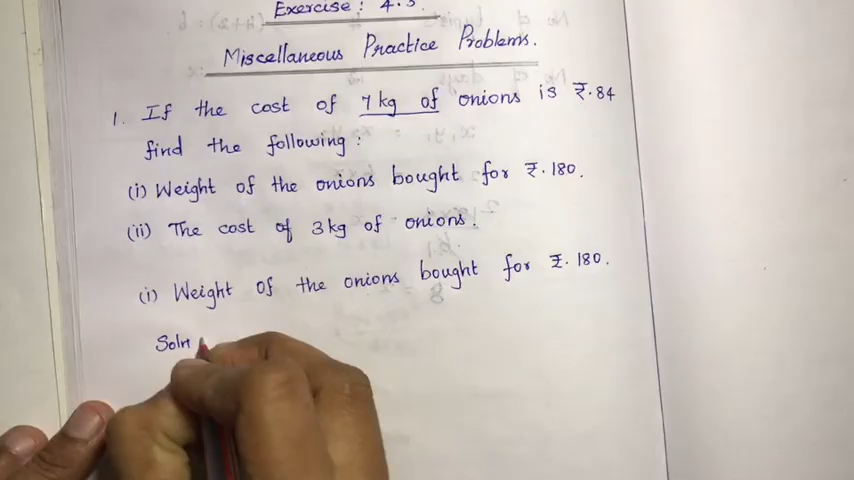 Exercise : 4.3
Miscellaneous Practice Problems.
1. If the cost of 7 kg of onions is ₹.84
find the following :
(i) Weight of the onions bought for ₹.180.
(ii) The cost of 3 kg of onions.
(i) Weight of the onions bought for ₹.180.
Soln